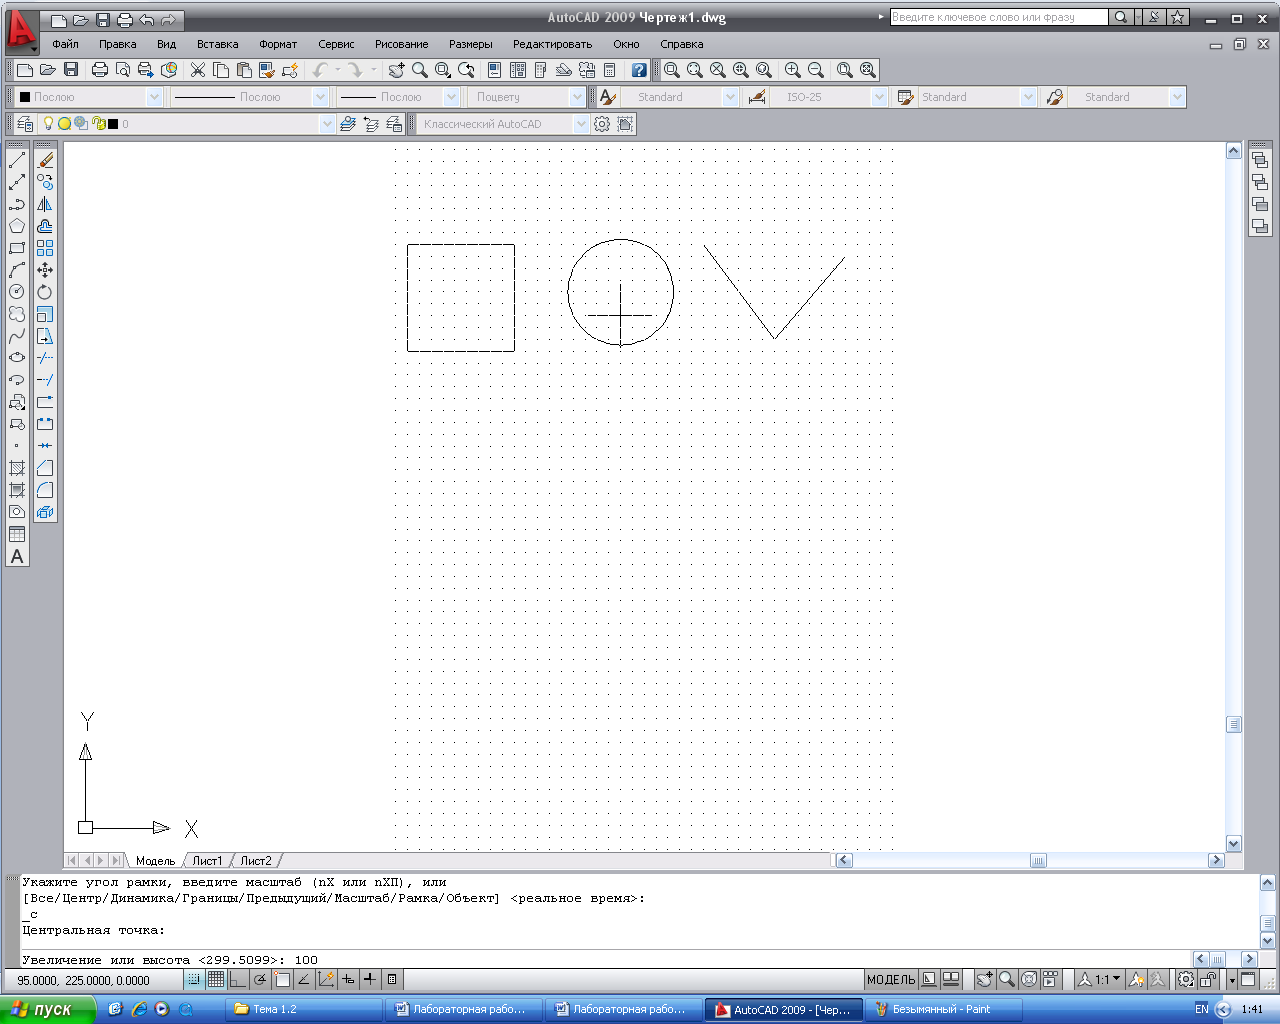 AutoCAD 2009 Чертеж1.dwg
Введите ключевое слово или фразу
Файл Правка Вид Вставка Формат Сервис Рисование Размеры Редактировать Окно Справка
Послою Послою Послою Поцвету Standard ISO-25 Standard Standard
0 Классический AutoCAD
Y
X
Модель Лист1 Лист2
Укажите угол рамки, введите масштаб (nX или nXП), или
[Все/Центр/Динамика/Границы/Предыдущий/Масштаб/Рамка/Объект] <реальное время>:
_c
Центральная точка:
Увеличение или высота <299.5099>: 100
95.0000, 225.0000, 0.0000 МОДЕЛЬ 1:1
пуск Тема 1.2 Лабораторная рабо... Лабораторная рабо... AutoCAD 2009 - [Чер... Безымянный - Paint EN 1:41